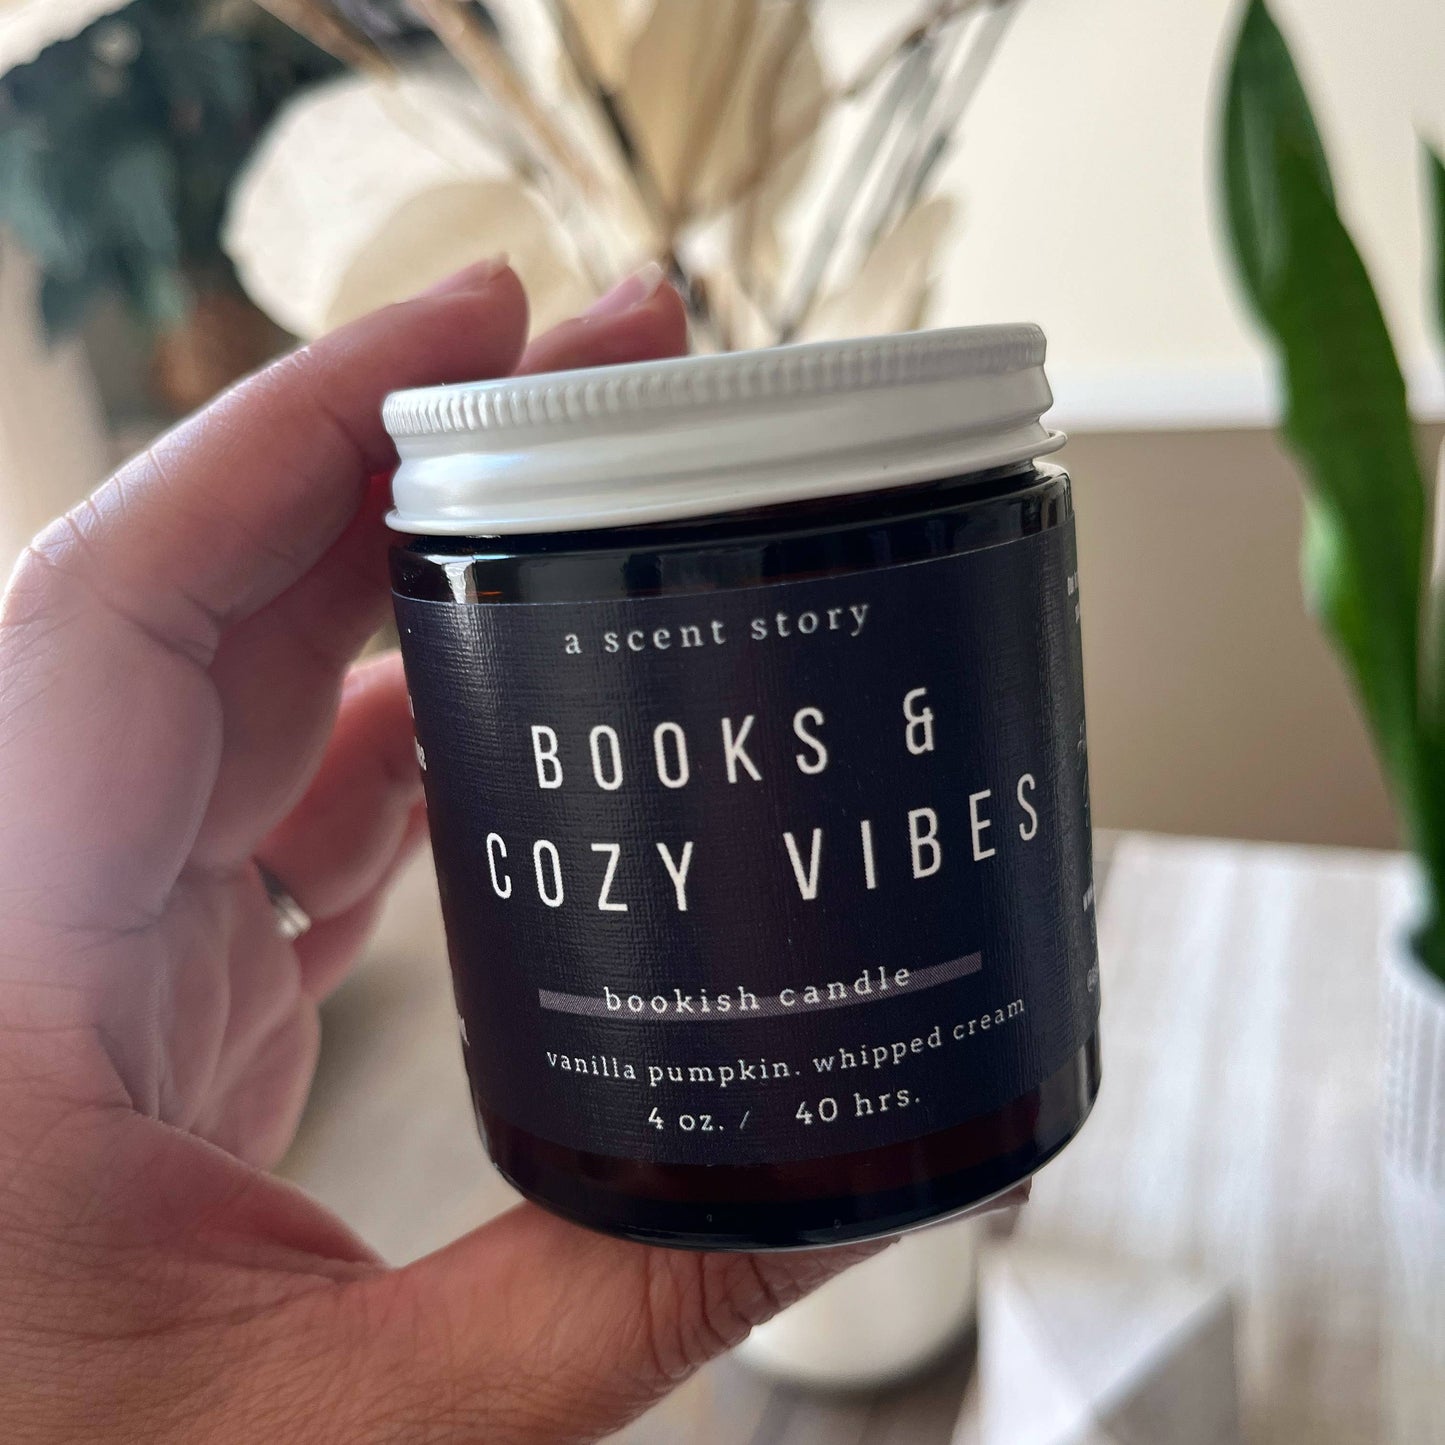 a scent story
BOOKS &
COZY VIBES
bookish candle
vanilla pumpkin. whipped cream
4 oz. / 40 hrs.